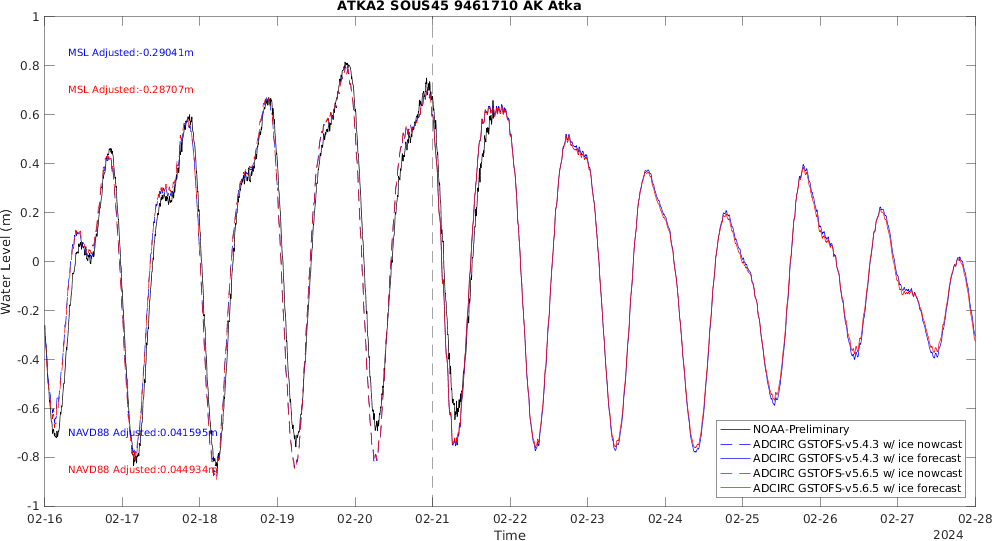 ATKA2 SOUS45 9461710 AK Atka
1
0.8
0.6
0.4
0.2
0
-0.2
-0.4
-0.6
-0.8
-1
Water Level (m)
MSL Adjusted:-0.29041m
MSL Adjusted:-0.28707m
NAVD88 Adjusted:0.041595m
NAVD88 Adjusted:0.044934m
NOAA-Preliminary
ADCIRC GSTOFS-v5.4.3 w/ ice nowcast
ADCIRC GSTOFS-v5.4.3 w/ ice forecast
ADCIRC GSTOFS-v5.6.5 w/ ice nowcast
ADCIRC GSTOFS-v5.6.5 w/ ice forecast
02-16 02-17 02-18 02-19 02-20 02-21 02-22 02-23 02-24 02-25 02-26 02-27 02-28
Time
2024